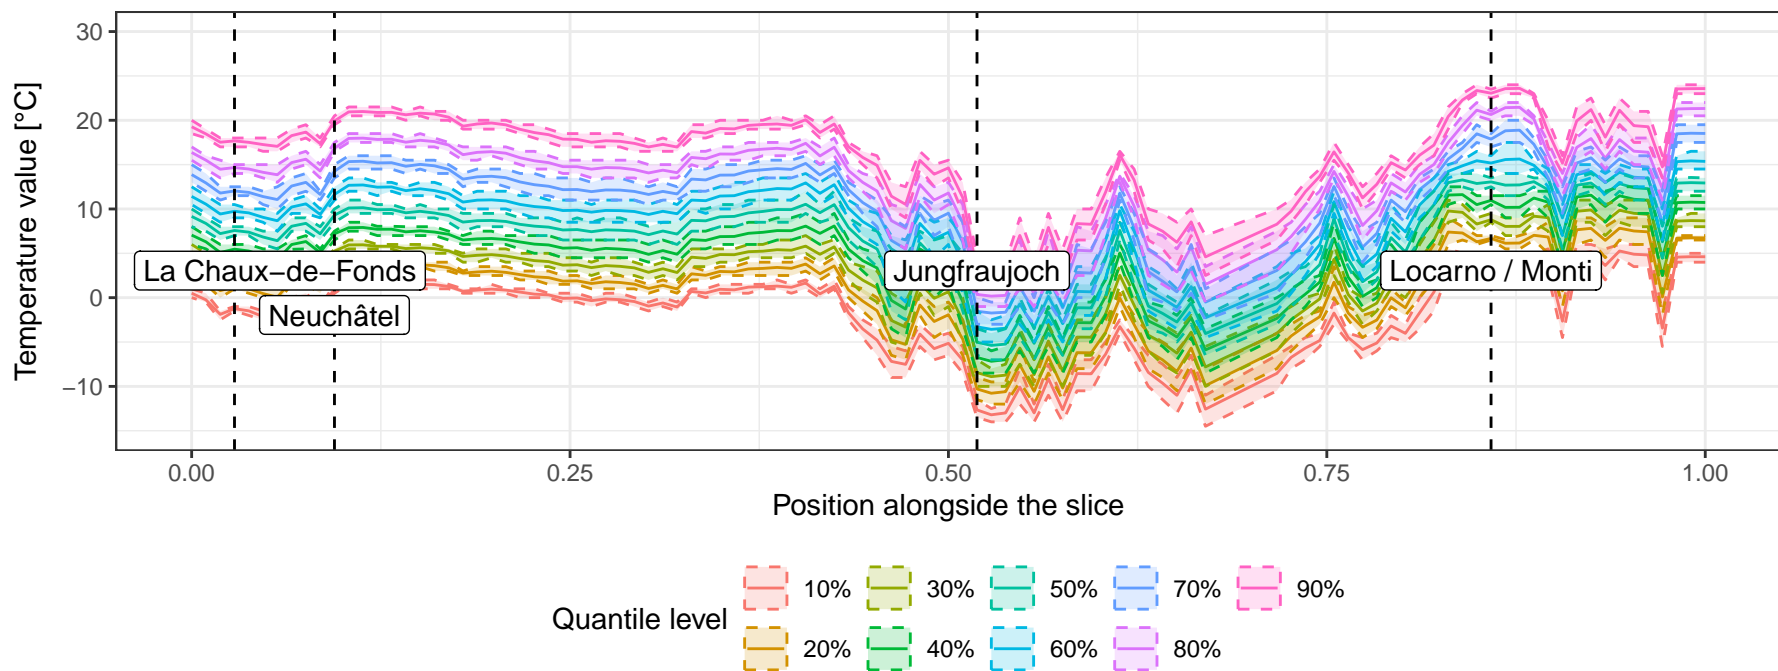 Temperature value [°C]
30
20
10
0
−10
La Chaux−de−Fonds
Neuchâtel
Jungfraujoch
Locarno / Monti
0.00 0.25 0.50 0.75 1.00
Position alongside the slice
Quantile level
10% 30% 50% 70% 90%
20% 40% 60% 80%